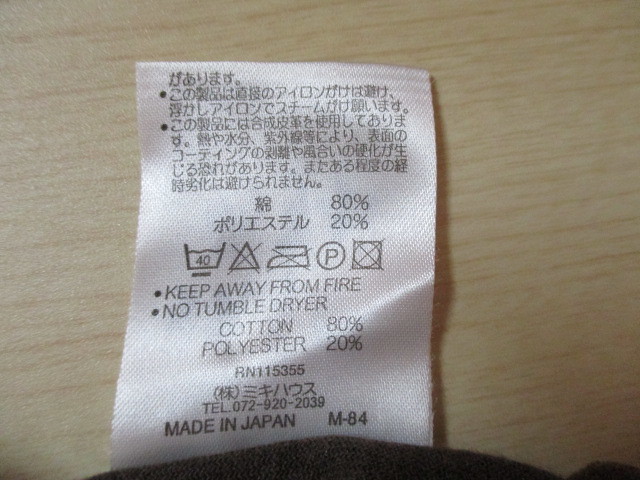 があります。
●この製品は直接のアイロンがけは避け、
浮かしアイロンでスチームがけ願います。
●この製品には合成皮革を使用しておりま
す。熱や水分、紫外線等により、表面の
コーティングの剥離や風合いの硬化が生
じる恐れがあります。またある程度の経
時劣化は避けられません。
綿 80%
ポリエステル 20%
40 P
●KEEP AWAY FROM FIRE
●NO TUMBLE DRYER
COTTON 80%
POLYESTER 20%
RN115355
(株)ミキハウス
TEL.072-920-2039
MADE IN JAPAN M-84